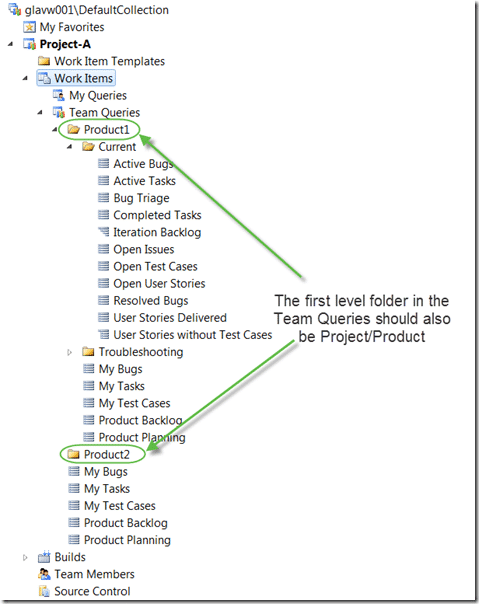 glavw001\DefaultCollection
My Favorites
Project-A
Work Item Templates
Work Items
My Queries
Team Queries
Product1
Current
Active Bugs
Active Tasks
Bug Triage
Completed Tasks
Iteration Backlog
Open Issues
Open Test Cases
Open User Stories
Resolved Bugs
User Stories Delivered
User Stories without Test Cases
The first level folder in the
Team Queries should also
be Project/Product
Troubleshooting
My Bugs
My Tasks
My Test Cases
Product Backlog
Product Planning
Product2
My Bugs
My Tasks
My Test Cases
Product Backlog
Product Planning
Builds
Team Members
Source Control